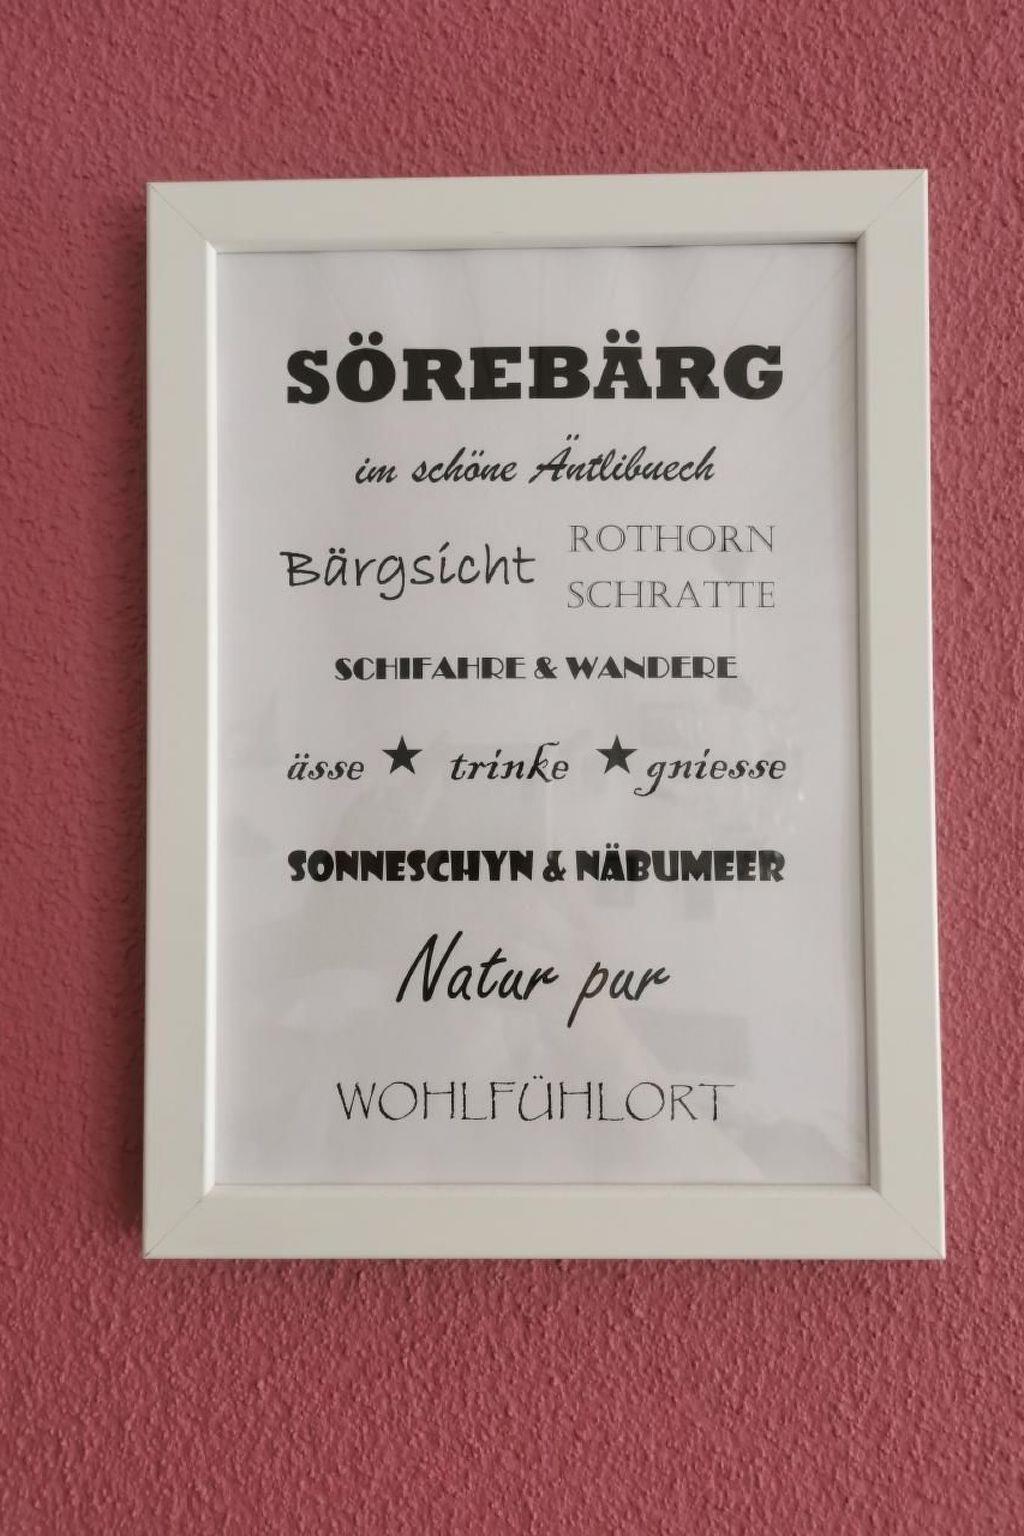 SÖREBÄRG
im schöne Äntlibuech
Bärgsicht
ROTHORN
SCHRATTE
SCHIFAHRE & WANDERE
ässe ★ trinke ★ gniesse
SONNESCHYN & NÄBUMEER
Natur pur
WOHLFÜHLORT